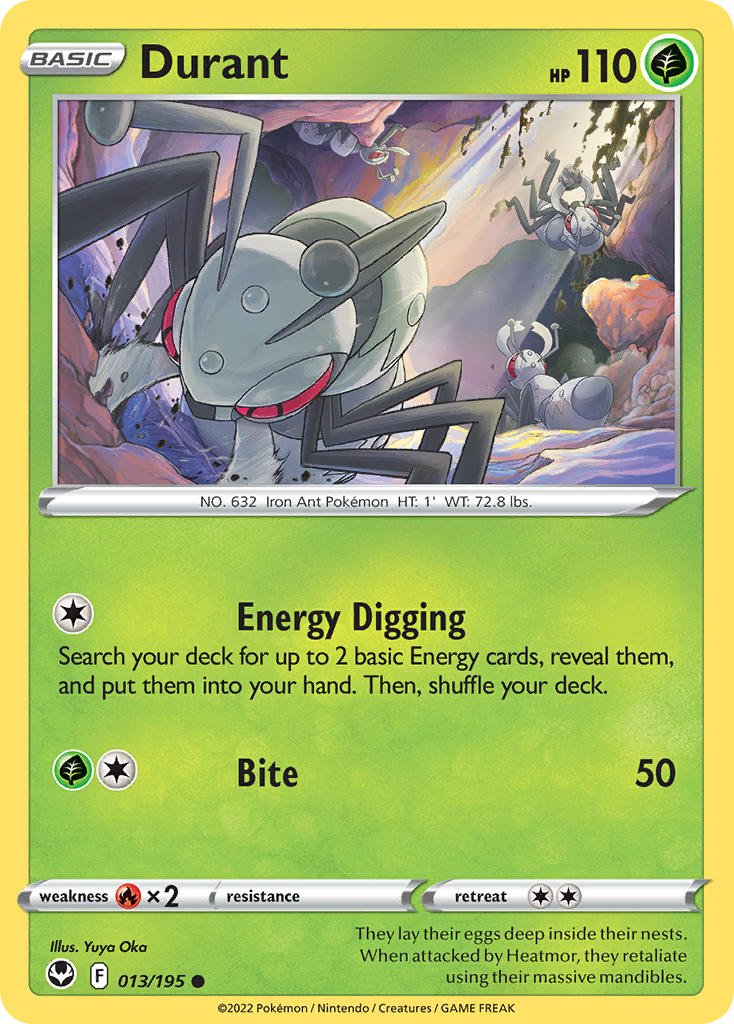 BASIC
Durant
HP 110
NO. 632 Iron Ant Pokémon HT: 1' WT: 72.8 lbs.
Energy Digging
Search your deck for up to 2 basic Energy cards, reveal them,
and put them into your hand. Then, shuffle your deck.
Bite 50
weakness ×2 resistance retreat
Illus. Yuya Oka
They lay their eggs deep inside their nests.
When attacked by Heatmor, they retaliate
using their massive mandibles.
F 013/195
©2022 Pokémon / Nintendo / Creatures / GAME FREAK